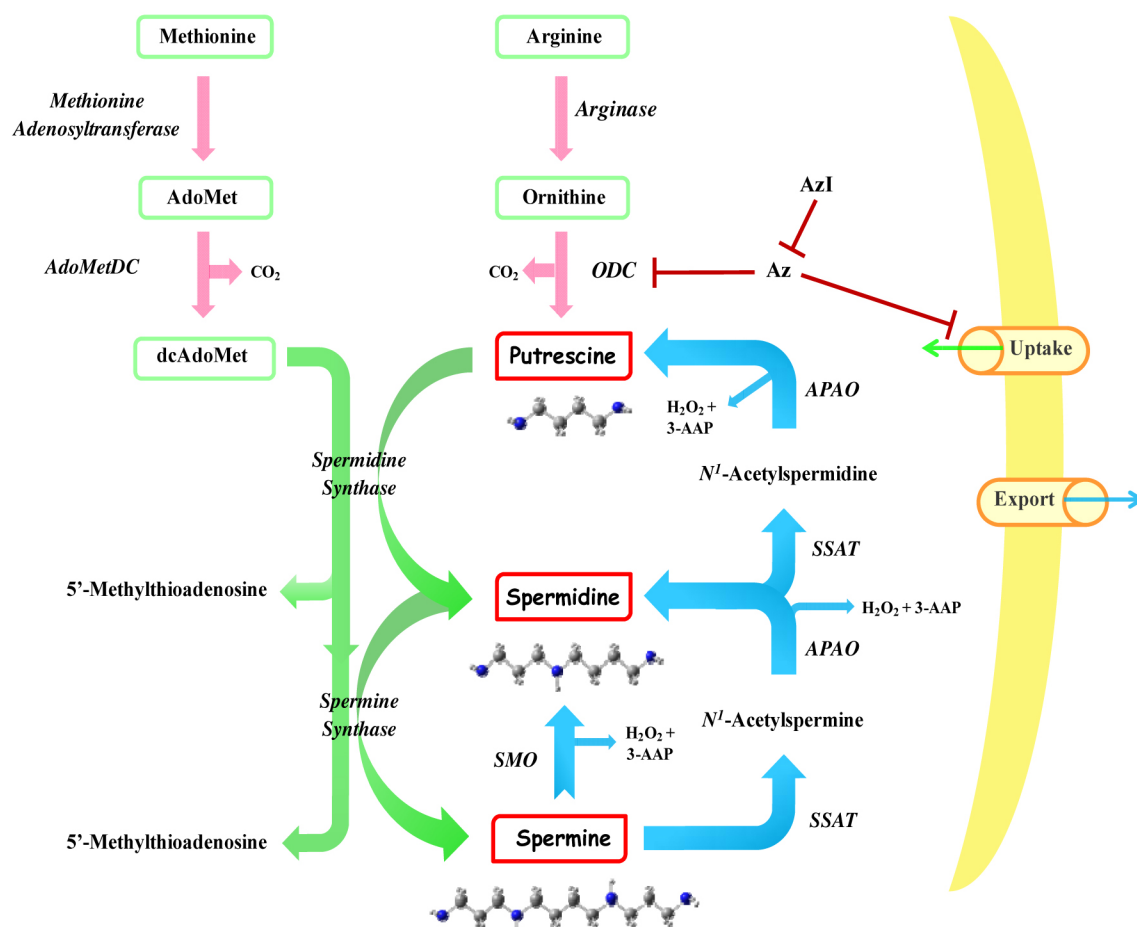 Methionine
Arginine
Methionine
Adenosyltransferase
Arginase
AdoMet
Ornithine
AzI
AdoMetDC
CO₂
CO₂
ODC
Az
dcAdoMet
Putrescine
Uptake
APAO
H₂O₂ +
3-AAP
Spermidine
Synthase
N¹-Acetylspermidine
Export
SSAT
5’-Methylthioadenosine
Spermidine
H₂O₂ + 3-AAP
APAO
Spermine
Synthase
N¹-Acetylspermine
SMO
H₂O₂ +
3-AAP
SSAT
5’-Methylthioadenosine
Spermine